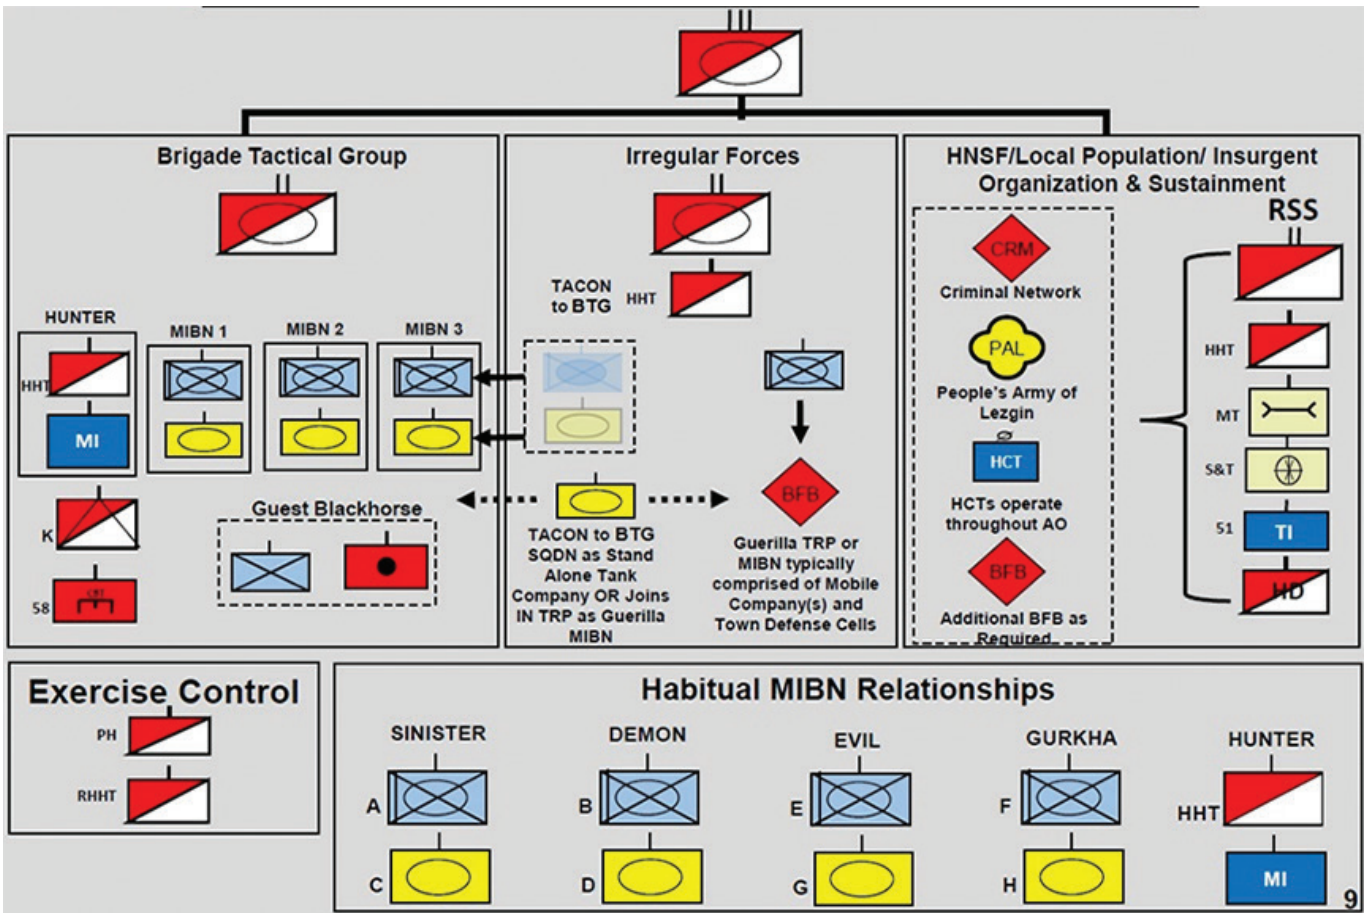 Brigade Tactical Group
HUNTER
HHT
MI
MIBN 1
MIBN 2
MIBN 3
K
58
CBT
Guest Blackhorse
Irregular Forces
TACON
to BTG
HHT
BFB
TACON to BTG
SQDN as Stand
Alone Tank
Company OR Joins
IN TRP as Guerilla
MIBN
Guerilla TRP or
MIBN typically
comprised of Mobile
Company(s) and
Town Defense Cells
HNSF/Local Population/ Insurgent
Organization & Sustainment
CRM
Criminal Network
PAL
People's Army of
Lezgin
HCT
HCTs operate
throughout AO
BFB
Additional BFB as
Required
RSS
HHT
MT
S&T
51
TI
HD
Exercise Control
PH
RHHT
Habitual MIBN Relationships
SINISTER
A
C
DEMON
B
D
EVIL
E
G
GURKHA
F
H
HUNTER
HHT
MI
9